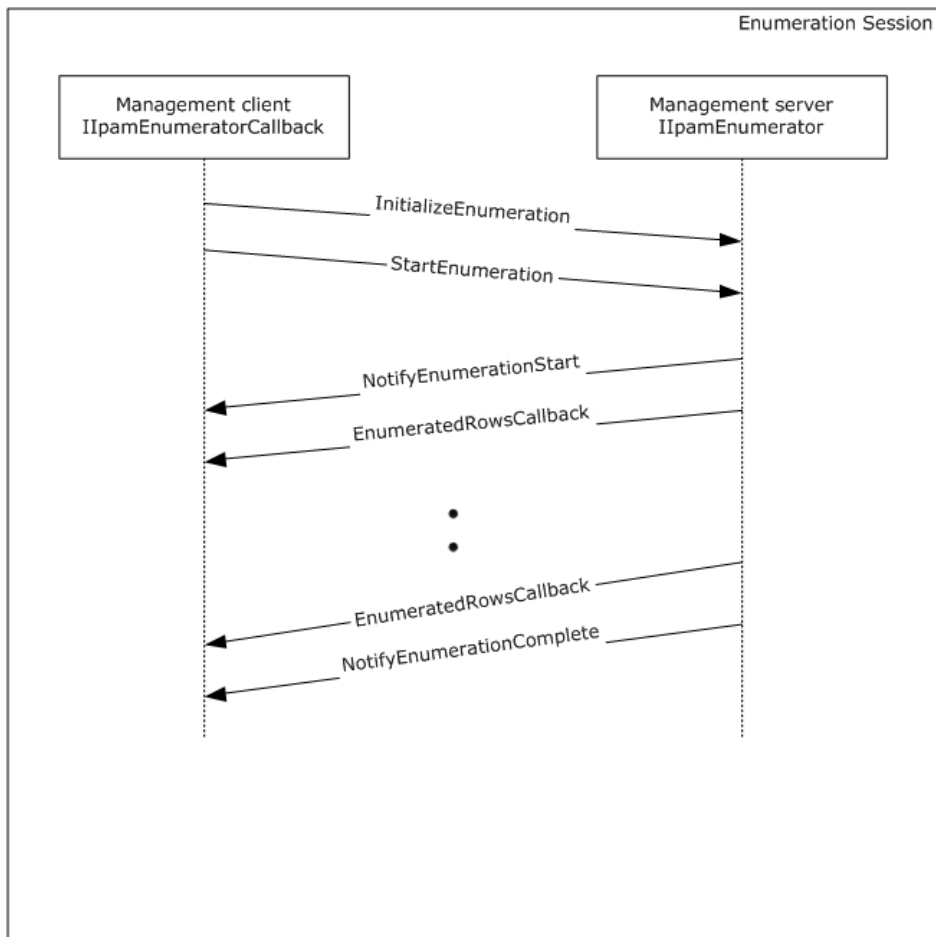 Enumeration Session
Management client
IIpamEnumeratorCallback
Management server
IIpamEnumerator
InitializeEnumeration
StartEnumeration
NotifyEnumerationStart
EnumeratedRowsCallback
EnumeratedRowsCallback
NotifyEnumerationComplete